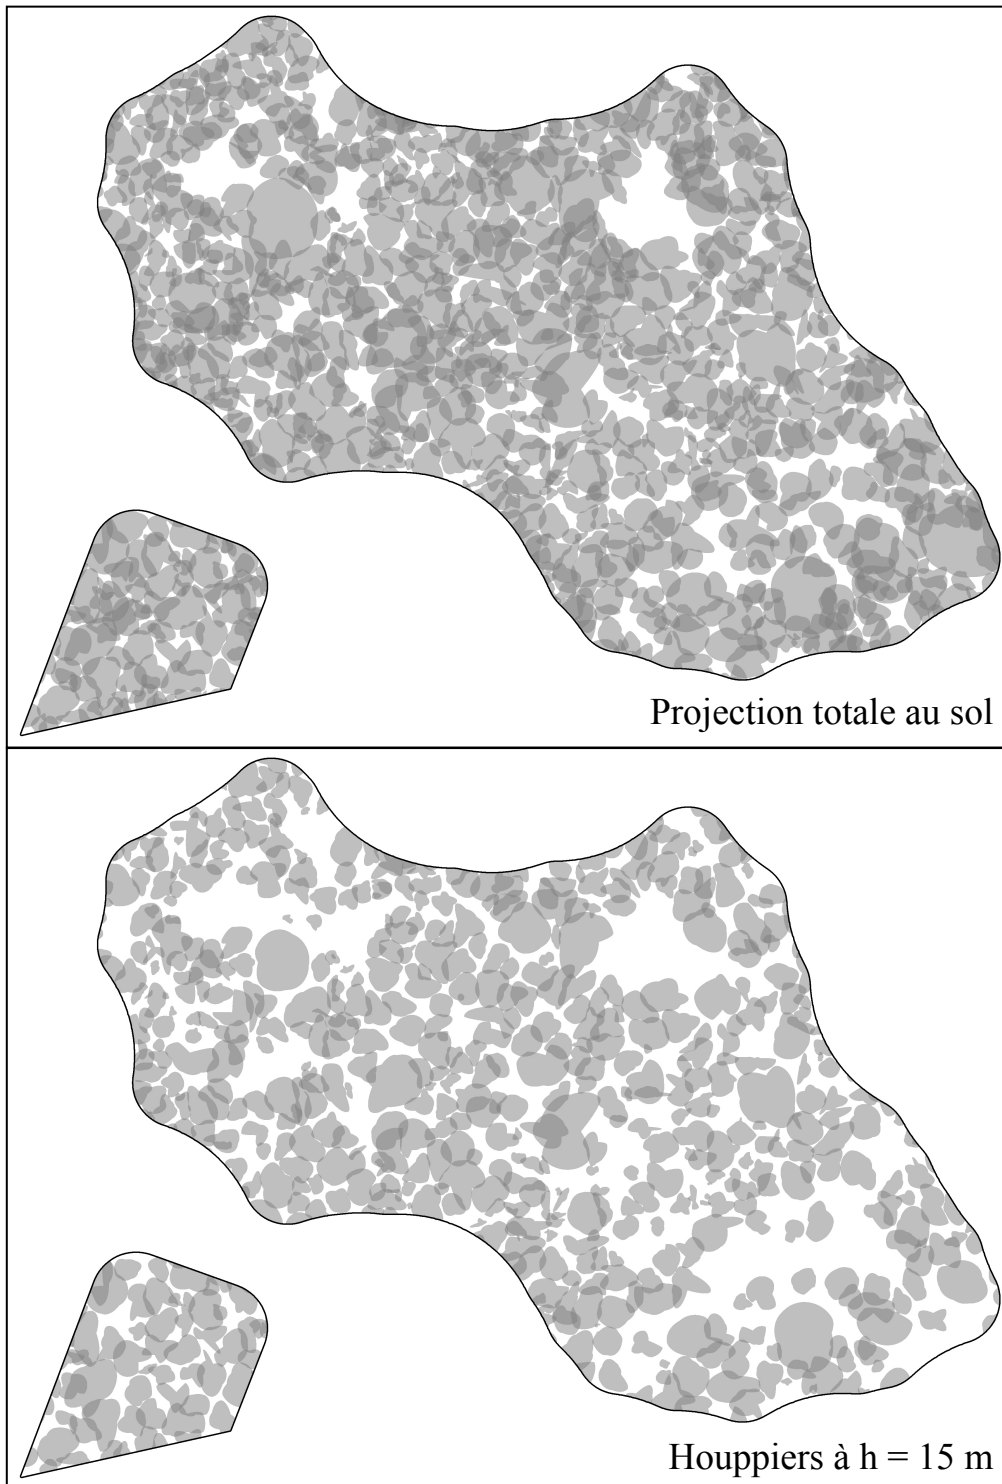 Projection totale au sol
Houppiers à h = 15 m